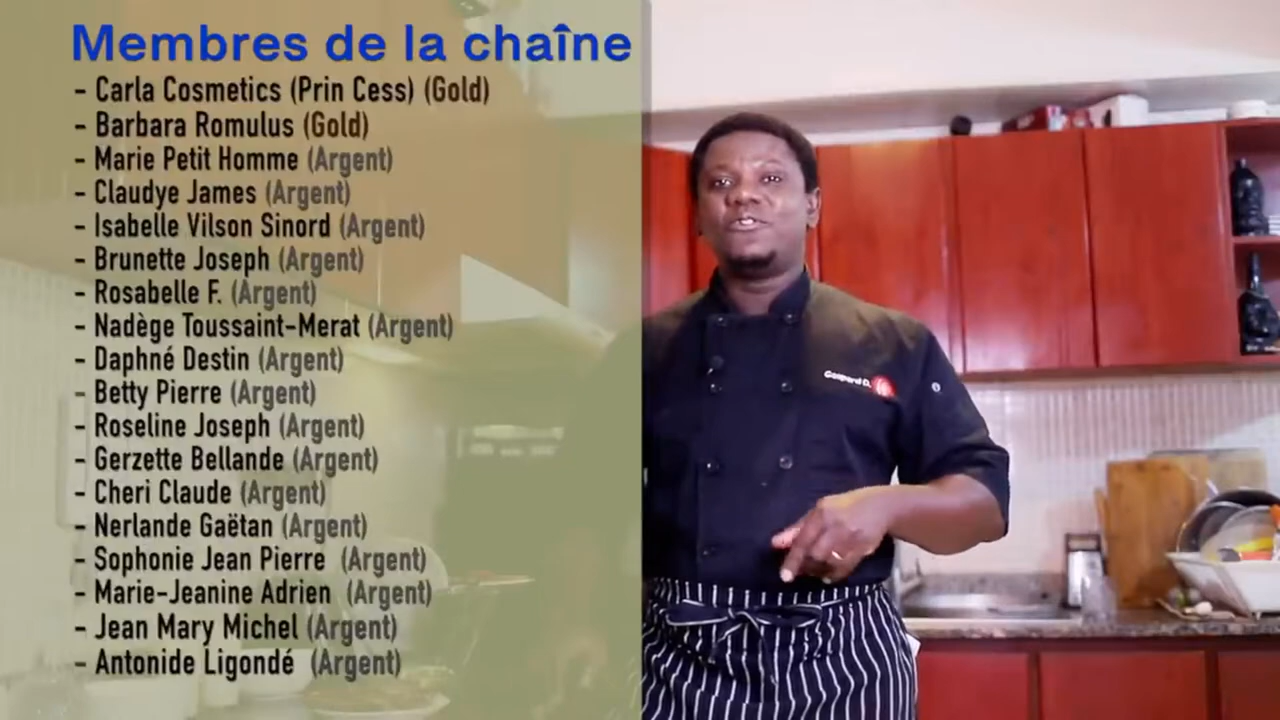 Membres de la chaîne
- Carla Cosmetics (Prin Cess) (Gold)
- Barbara Romulus (Gold)
- Marie Petit Homme (Argent)
- Claudye James (Argent)
- Isabelle Vilson Sinord (Argent)
- Brunette Joseph (Argent)
- Rosabelle F. (Argent)
- Nadège Toussaint-Merat (Argent)
- Daphné Destin (Argent)
- Betty Pierre (Argent)
- Roseline Joseph (Argent)
- Gerzette Bellande (Argent)
- Cheri Claude (Argent)
- Nerlande Gaëtan (Argent)
- Sophonie Jean Pierre (Argent)
- Marie-Jeanine Adrien (Argent)
- Jean Mary Michel (Argent)
- Antonide Ligondé (Argent)
Gaspard D.